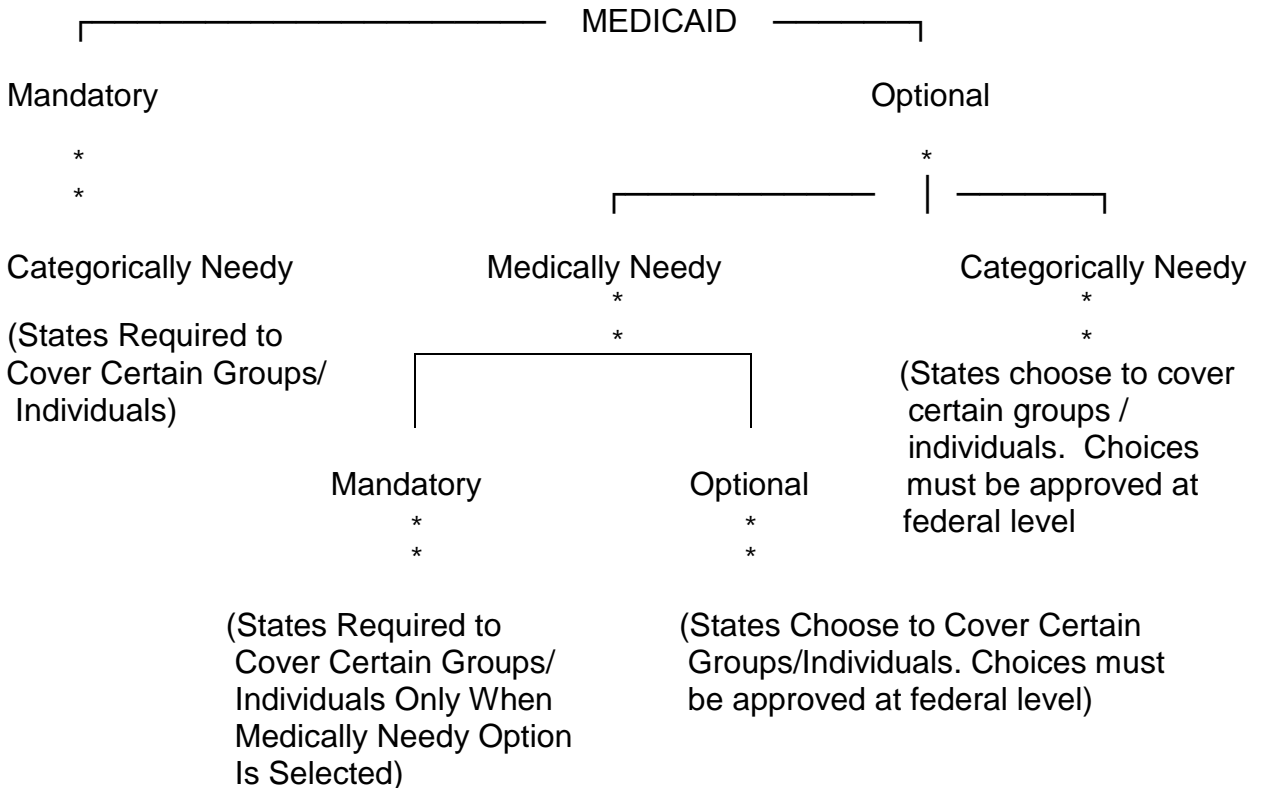 MEDICAID
Mandatory
Optional
*
*
*
Categorically Needy
Medically Needy
Categorically Needy
*
*
*
*
(States Required to
Cover Certain Groups/
Individuals)
(States choose to cover
certain groups /
individuals. Choices
must be approved at
federal level
Mandatory
Optional
*
*
*
*
(States Required to
Cover Certain Groups/
Individuals Only When
Medically Needy Option
Is Selected)
(States Choose to Cover Certain
Groups/Individuals. Choices must
be approved at federal level)